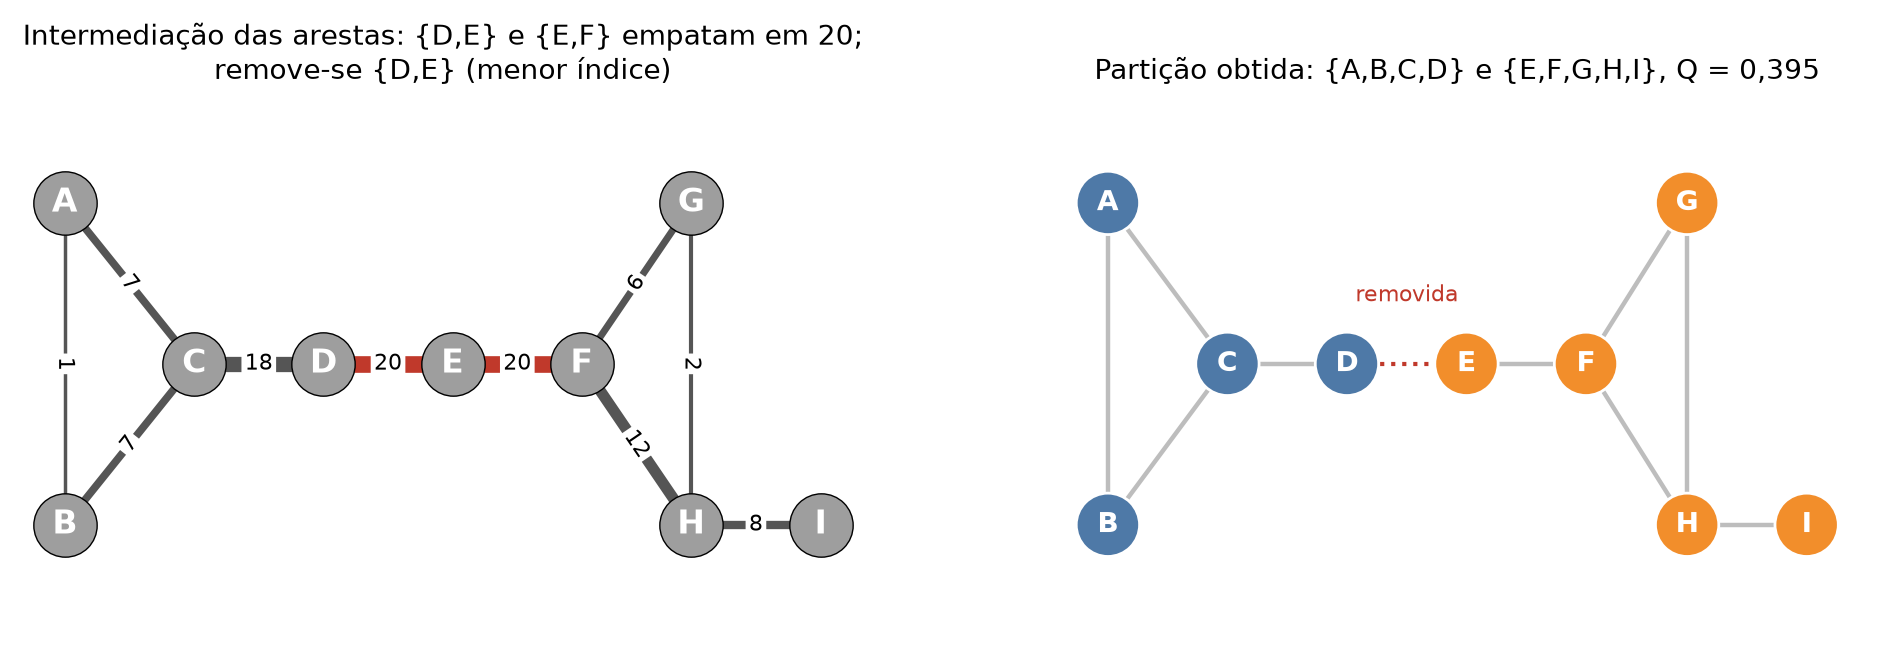 Intermediação das arestas: {D,E} e {E,F} empatam em 20;
remove-se {D,E} (menor índice)
A
G
7
6
1
C
18
D
20
E
20
F
2
7
12
B
H
8
I
Partição obtida: {A,B,C,D} e {E,F,G,H,I}, Q = 0,395
A
G
removida
C
D
E
F
B
H
I